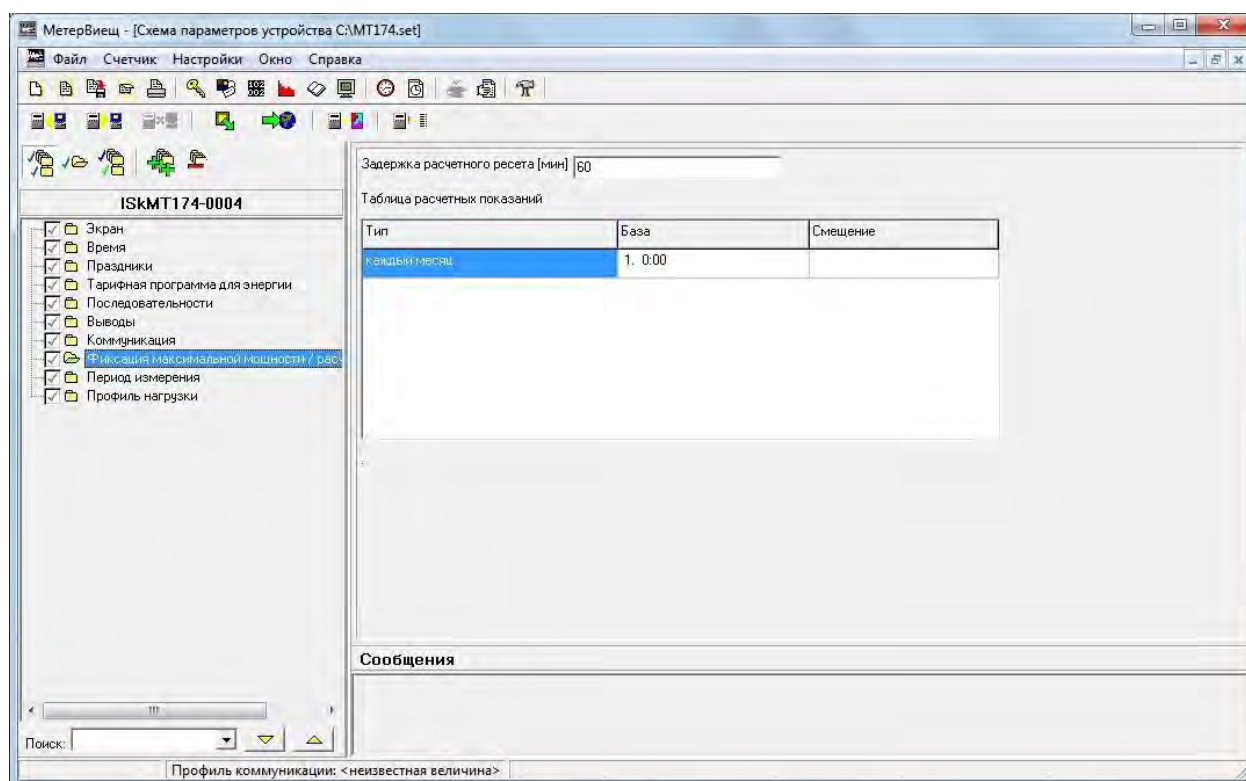 МетерВиещ - [Схема параметров устройства C:\MT174.set]
Файл Счетчик Настройки Окно Справка
ISkMT174-0004
Экран
Время
Праздники
Тарифная программа для энергии
Последовательности
Выводы
Коммуникация
Фиксация максимальной мощности / расч
Период измерения
Профиль нагрузки
Поиск:
Задержка расчетного ресета [мин] 60
Таблица расчетных показаний
Тип База Смещение
каждый месяц 1. 0:00
Сообщения
Профиль коммуникации: <неизвестная величина>